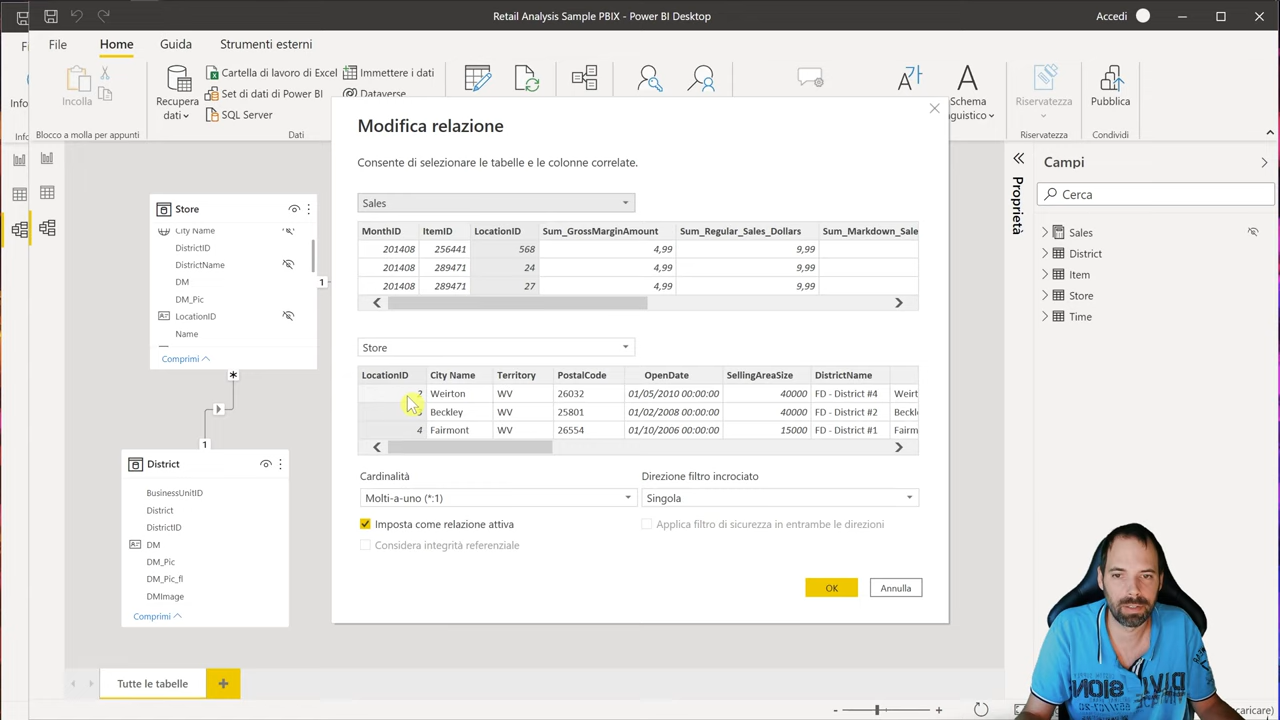 Retail Analysis Sample PBIX - Power BI Desktop
Accedi
File
Home
Guida
Strumenti esterni
Incolla
Recupera
dati
Cartella di lavoro di Excel
Set di dati di Power BI
SQL Server
Immettere i dati
Dataverse
Schema
nguistico
Riservatezza
Pubblica
Info
Blocco a molla per appunti
Dati
Riservatezza
Condividi
Modifica relazione
Consente di selezionare le tabelle e le colonne correlate.
Sales
MonthID ItemID LocationID Sum_GrossMarginAmount Sum_Regular_Sales_Dollars Sum_Markdown_Sale
201408 256441 568 4,99 9,99
201408 289471 24 4,99 9,99
201408 289471 27 4,99 9,99
Store
LocationID City Name Territory PostalCode OpenDate SellingAreaSize DistrictName
2 Weirton WV 26032 01/05/2010 00:00:00 40000 FD - District #4 Weirt
Beckley WV 25801 01/02/2008 00:00:00 40000 FD - District #2 Beckl
4 Fairmont WV 26554 01/10/2006 00:00:00 15000 FD - District #1 Fairm
Cardinalità
Molti-a-uno (*:1)
Direzione filtro incrociato
Singola
Imposta come relazione attiva
Applica filtro di sicurezza in entrambe le direzioni
Considera integrità referenziale
OK
Annulla
Store
City Name
DistrictID
DistrictName
DM
DM_Pic
LocationID
Name
Comprimi
1
*
1
District
BusinessUnitID
District
DistrictID
DM
DM_Pic
DM_Pic_fl
DMImage
Comprimi
Proprietà
Campi
Cerca
Sales
District
Item
Store
Time
Tutte le tabelle
+
-
+
caricare)